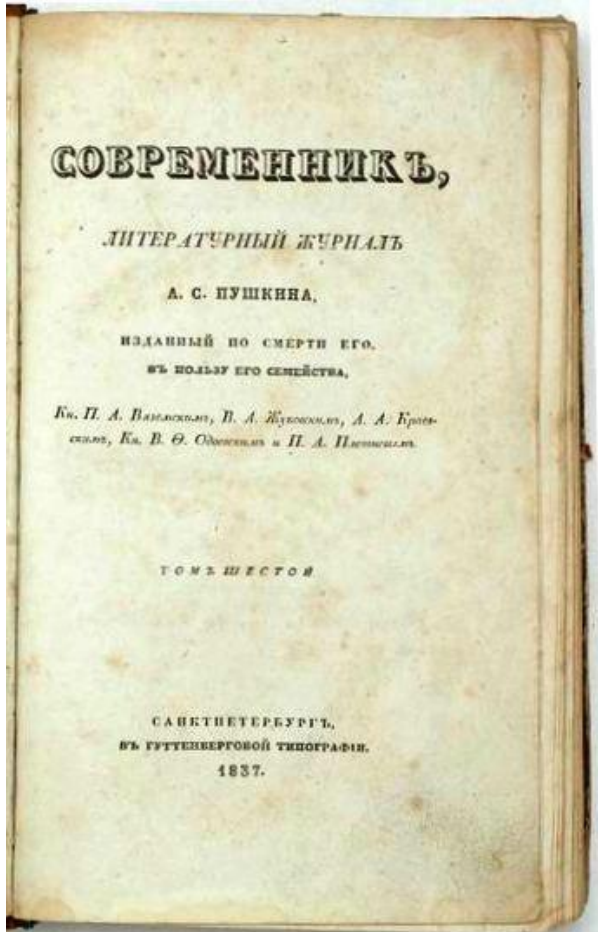 СОВРЕМЕННИКЪ,
ЛИТЕРАТУРНЫЙ ЖУРНАЛЪ
А. С. ПУШКИНА,
ИЗДАННЫЙ ПО СМЕРТИ ЕГО,
ВЪ ПОЛЬЗУ ЕГО СЕМЕЙСТВА,
Кн. П. А. Вяземскимъ, В. А. Жуковскимъ, А. А. Краев-
скимъ, Кн. В. Ѳ. Одоевскимъ и П. А. Плетневымъ.
ТОМЪ ШЕСТОЙ
САНКТПЕТЕРБУРГЪ,
ВЪ ГУТТЕНБЕРГОВОЙ ТИПОГРАФІИ.
1837.